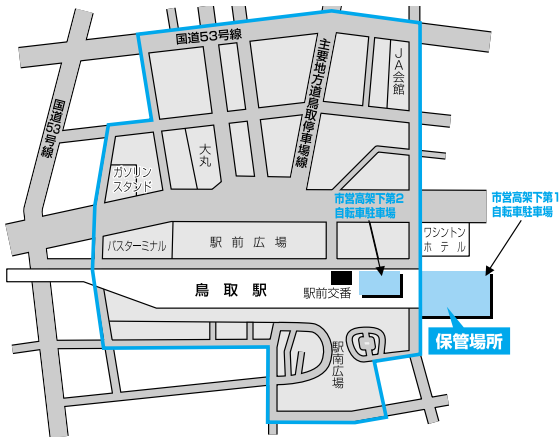 国道53号線
主要地方道鳥取停車場線
JA会館
国道53号線
大丸
ガソリン
スタンド
市営高架下第2
自転車駐車場
市営高架下第1
自転車駐車場
バスターミナル
駅前広場
ワシントン
ホテル
鳥取駅
駅前交番
保管場所
駅南広場